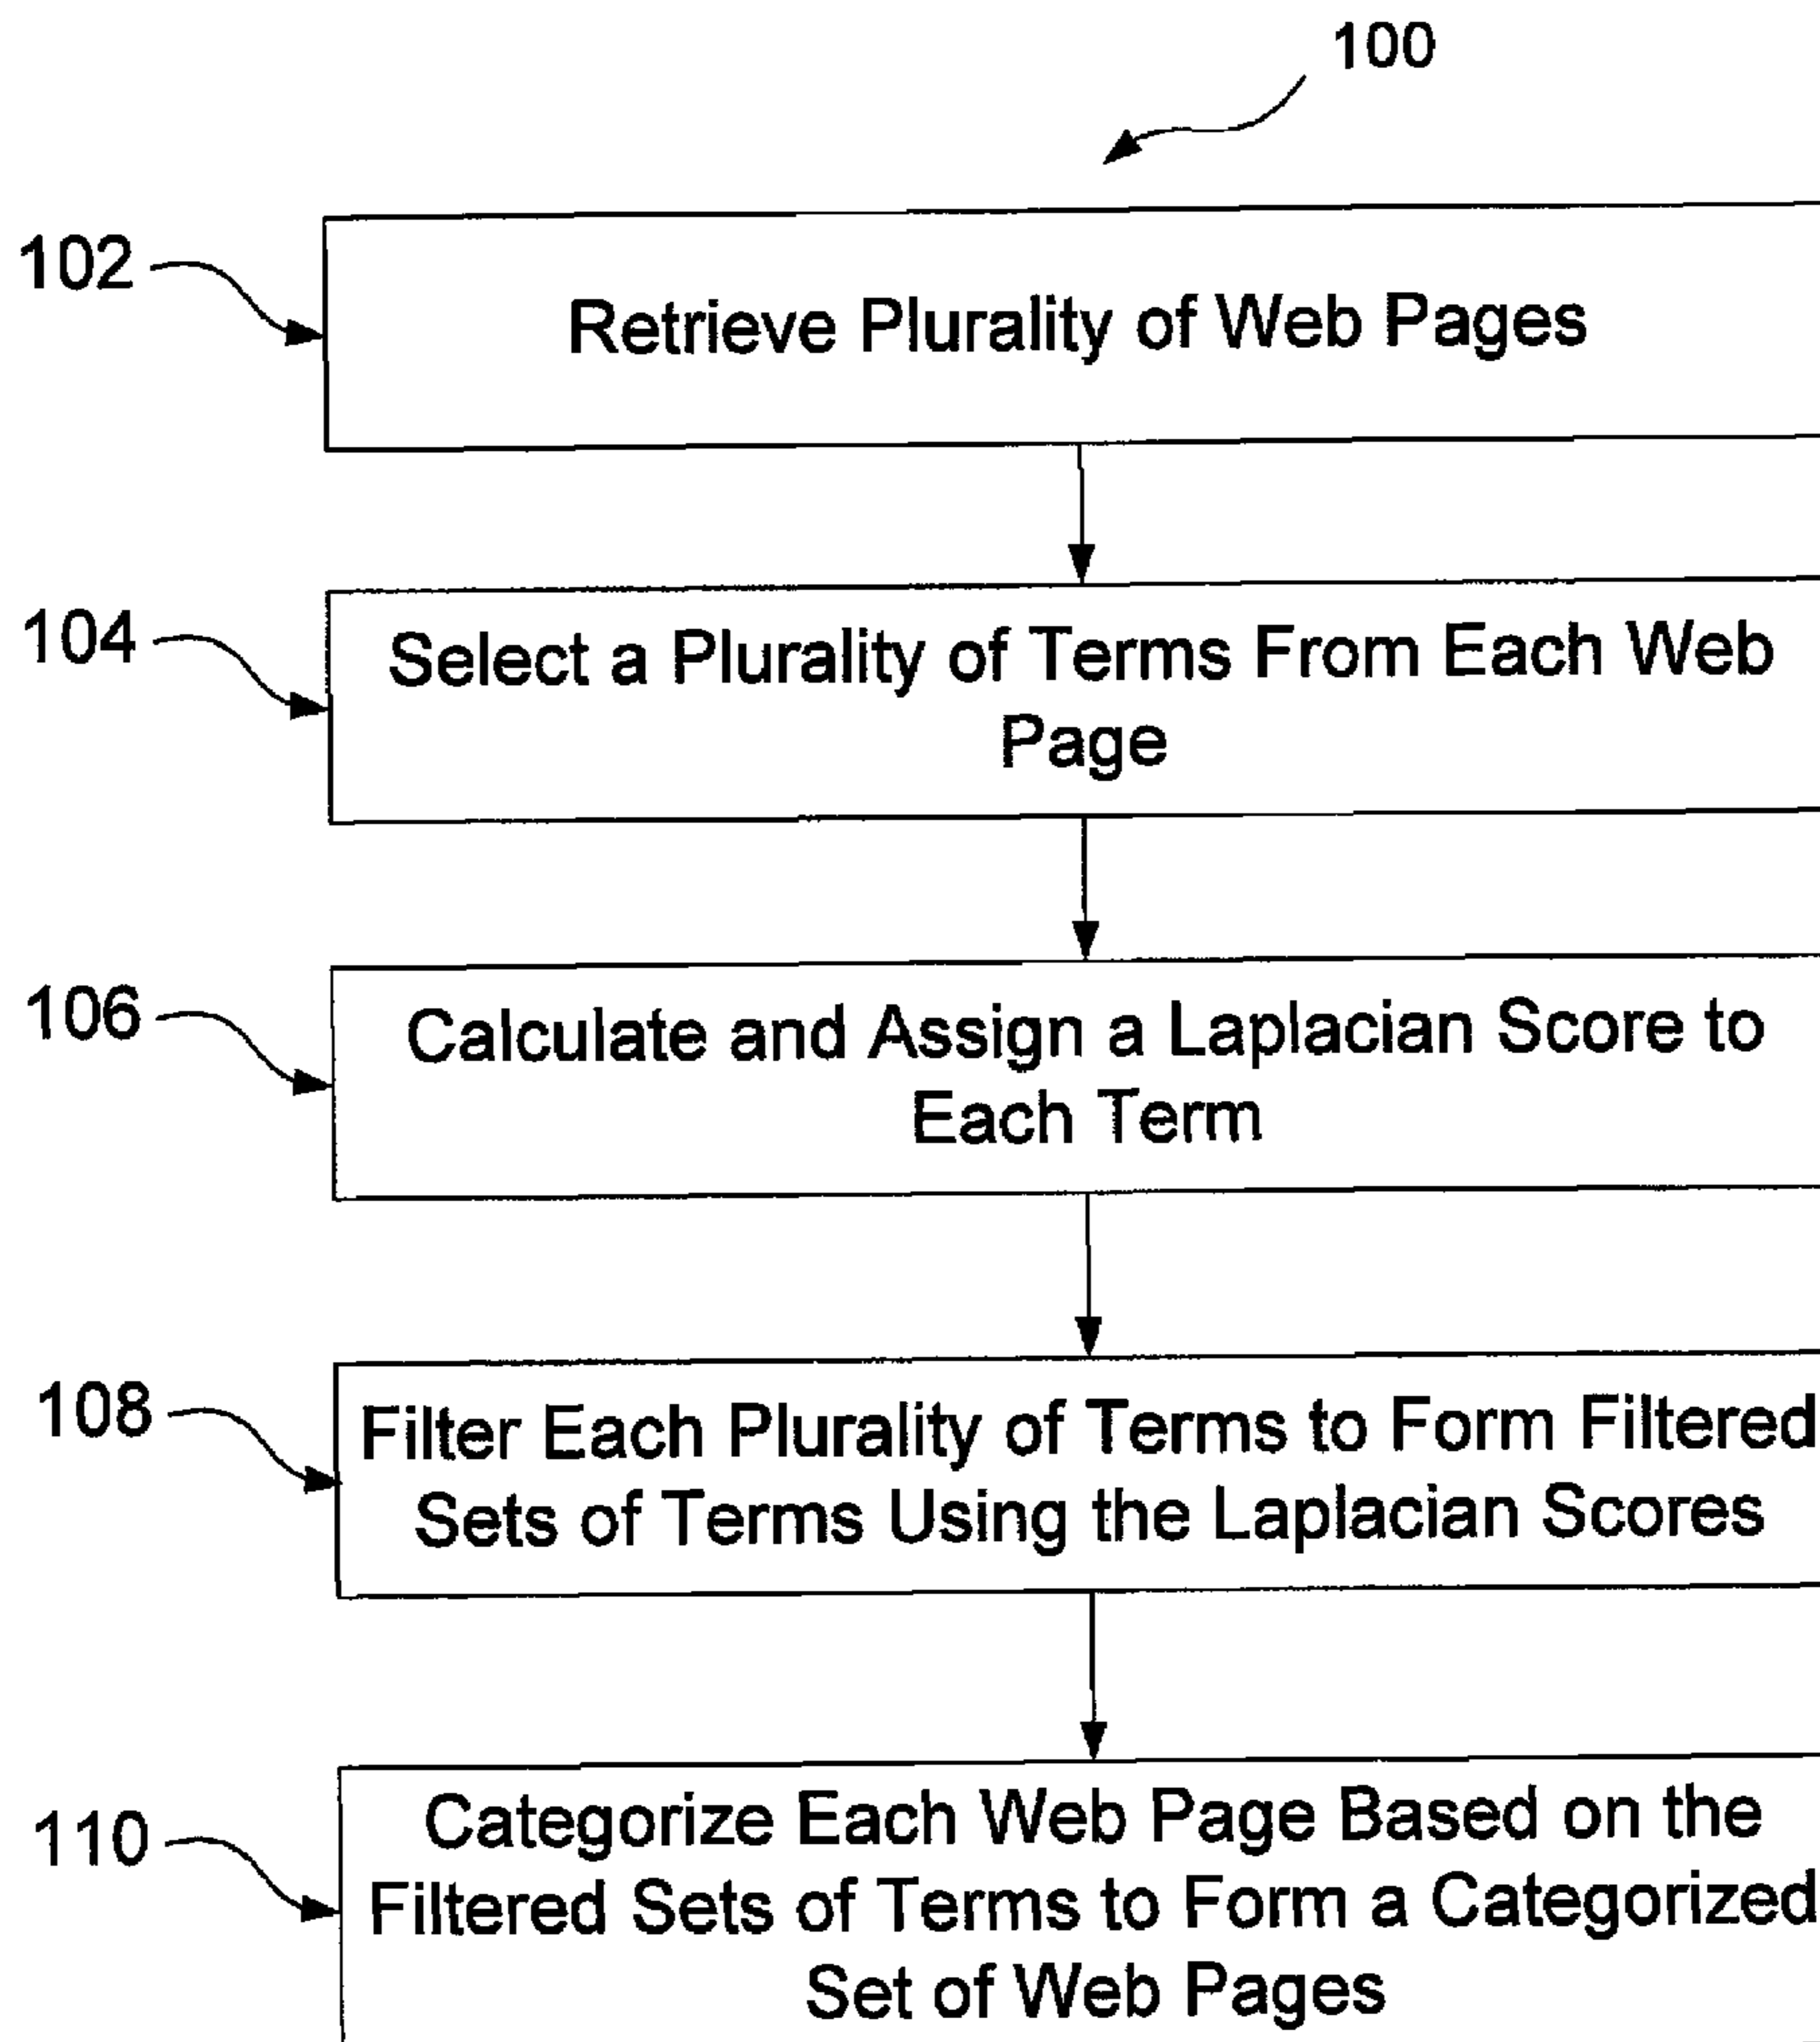 100
102
Retrieve Plurality of Web Pages
104
Select a Plurality of Terms From Each Web
Page
106
Calculate and Assign a Laplacian Score to
Each Term
108
Filter Each Plurality of Terms to Form Filtered
Sets of Terms Using the Laplacian Scores
110
Categorize Each Web Page Based on the
Filtered Sets of Terms to Form a Categorized
Set of Web Pages